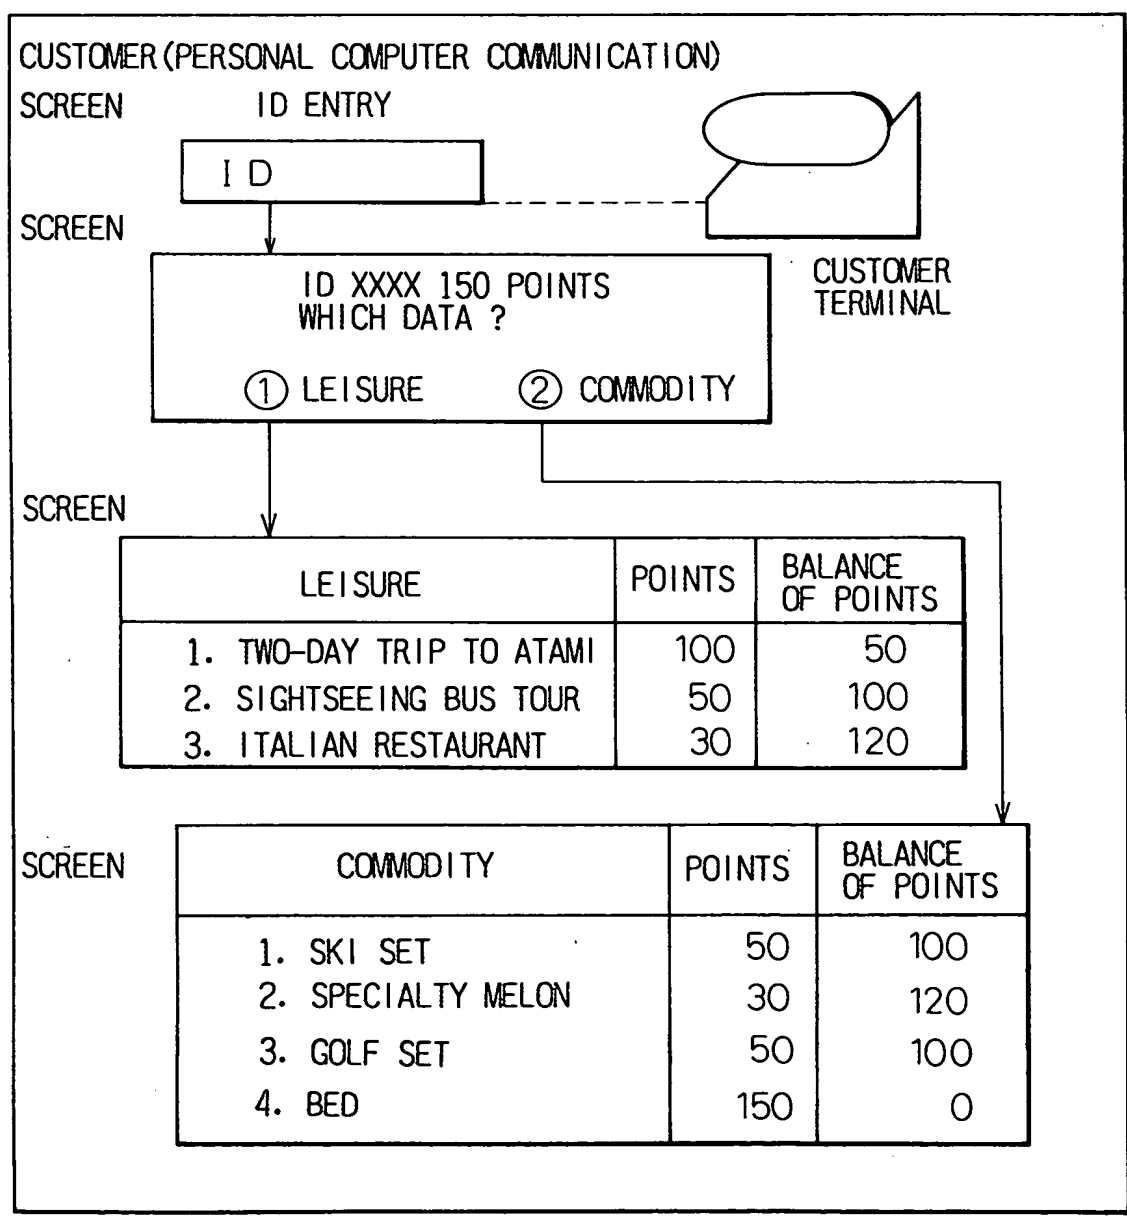 CUSTOMER (PERSONAL COMPUTER COMMUNICATION)
SCREEN ID ENTRY
ID
SCREEN
CUSTOMER
TERMINAL
ID XXXX 150 POINTS
WHICH DATA ?
① LEISURE ② COMMODITY
SCREEN
LEISURE POINTS BALANCE
OF POINTS
1. TWO-DAY TRIP TO ATAMI 100 50
2. SIGHTSEEING BUS TOUR 50 100
3. ITALIAN RESTAURANT 30 120
SCREEN COMMODITY POINTS BALANCE
OF POINTS
1. SKI SET 50 100
2. SPECIALTY MELON 30 120
3. GOLF SET 50 100
4. BED 150 0